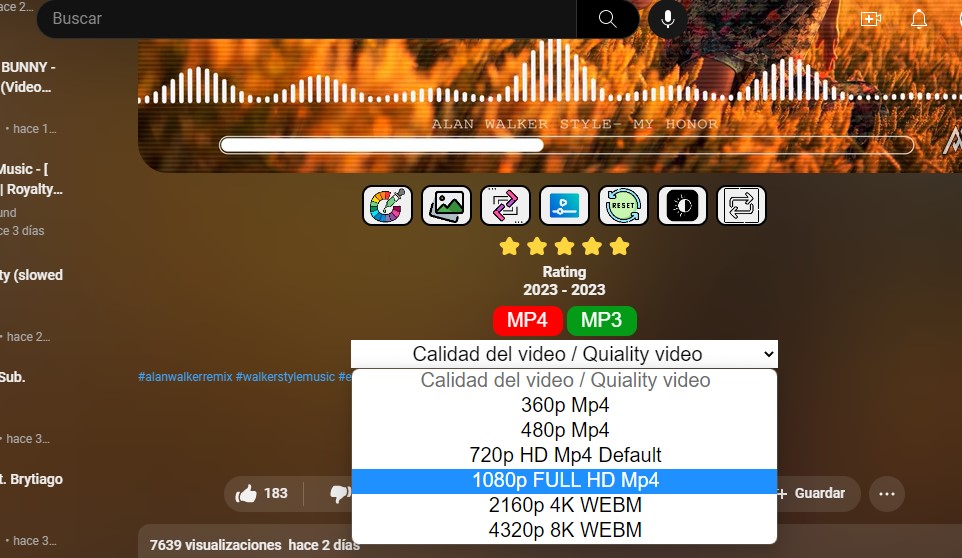 ace 2...
Buscar
BUNNY -
(Video...
• hace 1...
ALAN WALKER STYLE- MY HONOR
Music - [
| Royalty...
und
ce 3 días
RESET
Rating
2023 - 2023
ty (slowed
MP4 MP3
• hace 2...
Calidad del video / Quiality video
Sub.
#alanwalkerremix #walkerstylemusic #e
Calidad del video / Quiality video
360p Mp4
480p Mp4
• hace 3...
720p HD Mp4 Default
t. Brytiago
1080p FULL HD Mp4
183
Guardar
2160p 4K WEBM
4320p 8K WEBM
• hace 3...
7639 visualizaciones hace 2 días